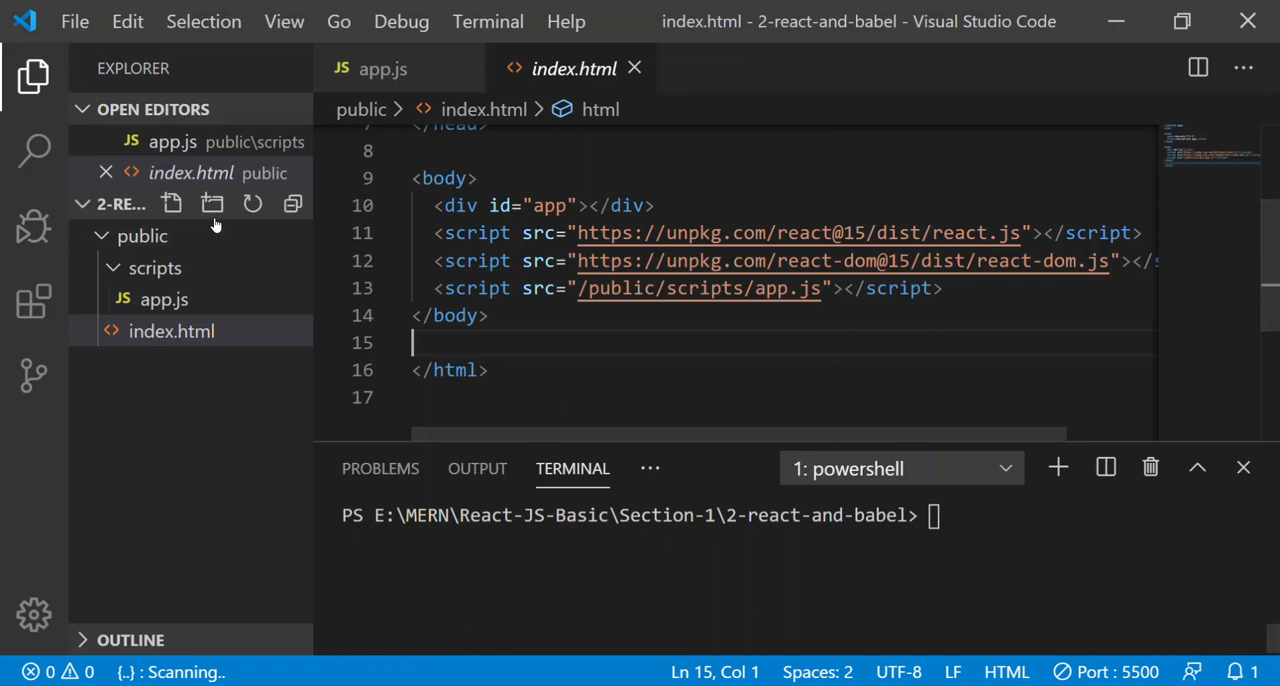 File Edit Selection View Go Debug Terminal Help index.html - 2-react-and-babel - Visual Studio Code
EXPLORER
JS app.js
<> index.html
OPEN EDITORS
JS app.js public\scripts
<> index.html public
2-RE...
public
scripts
JS app.js
<> index.html
OUTLINE
public > <> index.html > html
7 </head>
8
9 <body>
10 <div id="app"></div>
11 <script src="https://unpkg.com/react@15/dist/react.js"></script>
12 <script src="https://unpkg.com/react-dom@15/dist/react-dom.js"></s
13 <script src="/public/scripts/app.js"></script>
14 </body>
15
16 </html>
17
PROBLEMS OUTPUT TERMINAL ... 1: powershell
PS E:\MERN\React-JS-Basic\Section-1\2-react-and-babel>
0 0 {..} : Scanning.. Ln 15, Col 1 Spaces: 2 UTF-8 LF HTML Port : 5500 1